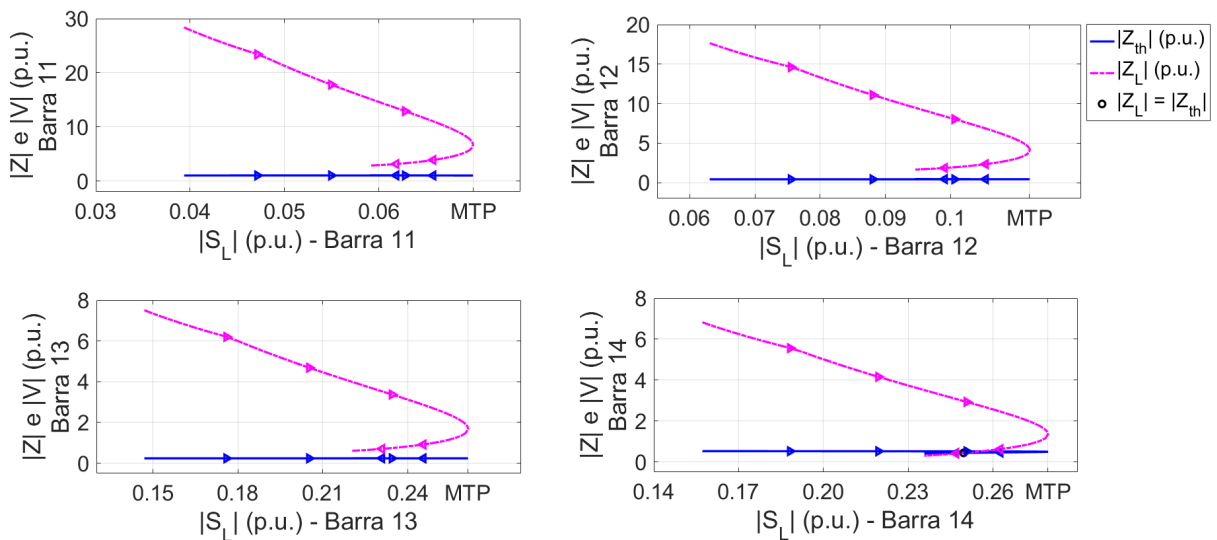 30
20
10
0
|Z| e |V| (p.u.)
Barra 11
0.03 0.04 0.05 0.06 MTP
|S_L| (p.u.) - Barra 11
20
15
10
5
0
|Z| e |V| (p.u.)
Barra 12
0.06 0.07 0.08 0.09 0.1 MTP
|S_L| (p.u.) - Barra 12
|Z_th| (p.u.)
|Z_L| (p.u.)
|Z_L| = |Z_th|
8
6
4
2
0
|Z| e |V| (p.u.)
Barra 13
0.15 0.18 0.21 0.24 MTP
|S_L| (p.u.) - Barra 13
8
6
4
2
0
|Z| e |V| (p.u.)
Barra 14
0.14 0.17 0.20 0.23 0.26 MTP
|S_L| (p.u.) - Barra 14